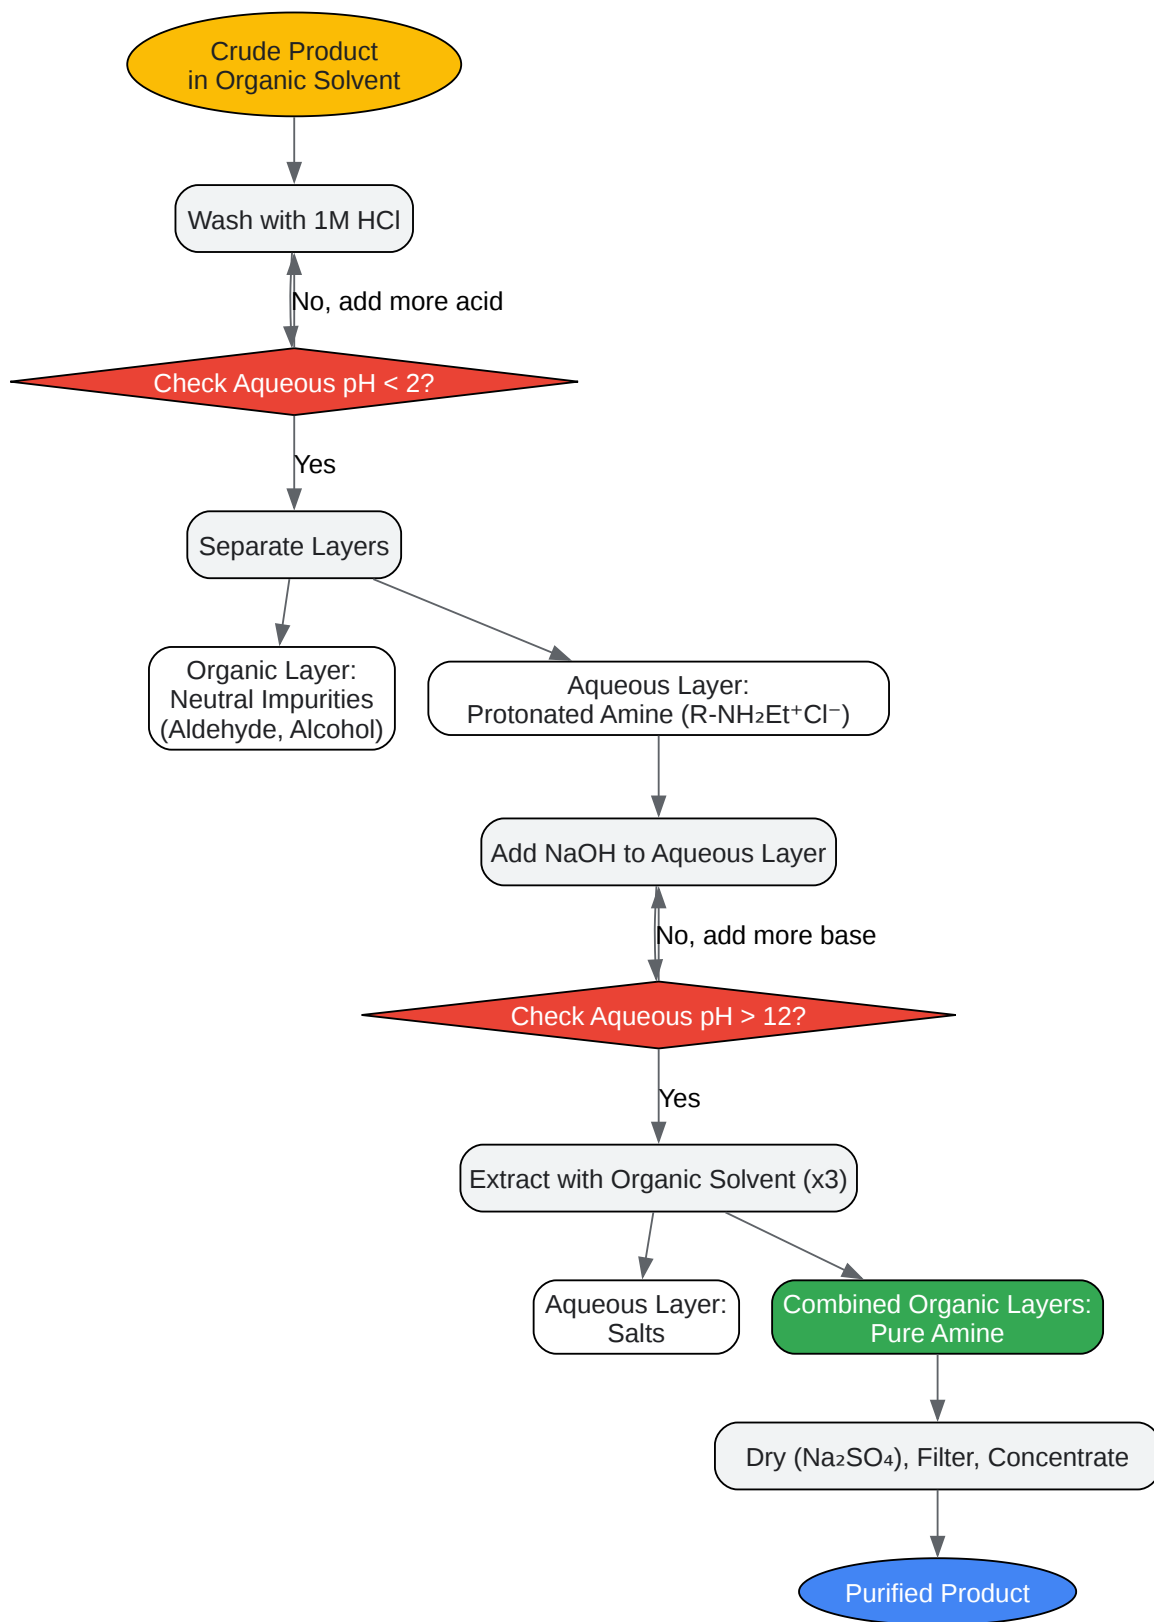 Crude Product
in Organic Solvent
Wash with 1M HCl
No, add more acid
Check Aqueous pH < 2?
Yes
Separate Layers
Organic Layer:
Neutral Impurities
(Aldehyde, Alcohol)
Aqueous Layer:
Protonated Amine (R-NH₂Et⁺Cl⁻)
Add NaOH to Aqueous Layer
No, add more base
Check Aqueous pH > 12?
Yes
Extract with Organic Solvent (x3)
Aqueous Layer:
Salts
Combined Organic Layers:
Pure Amine
Dry (Na₂SO₄), Filter, Concentrate
Purified Product